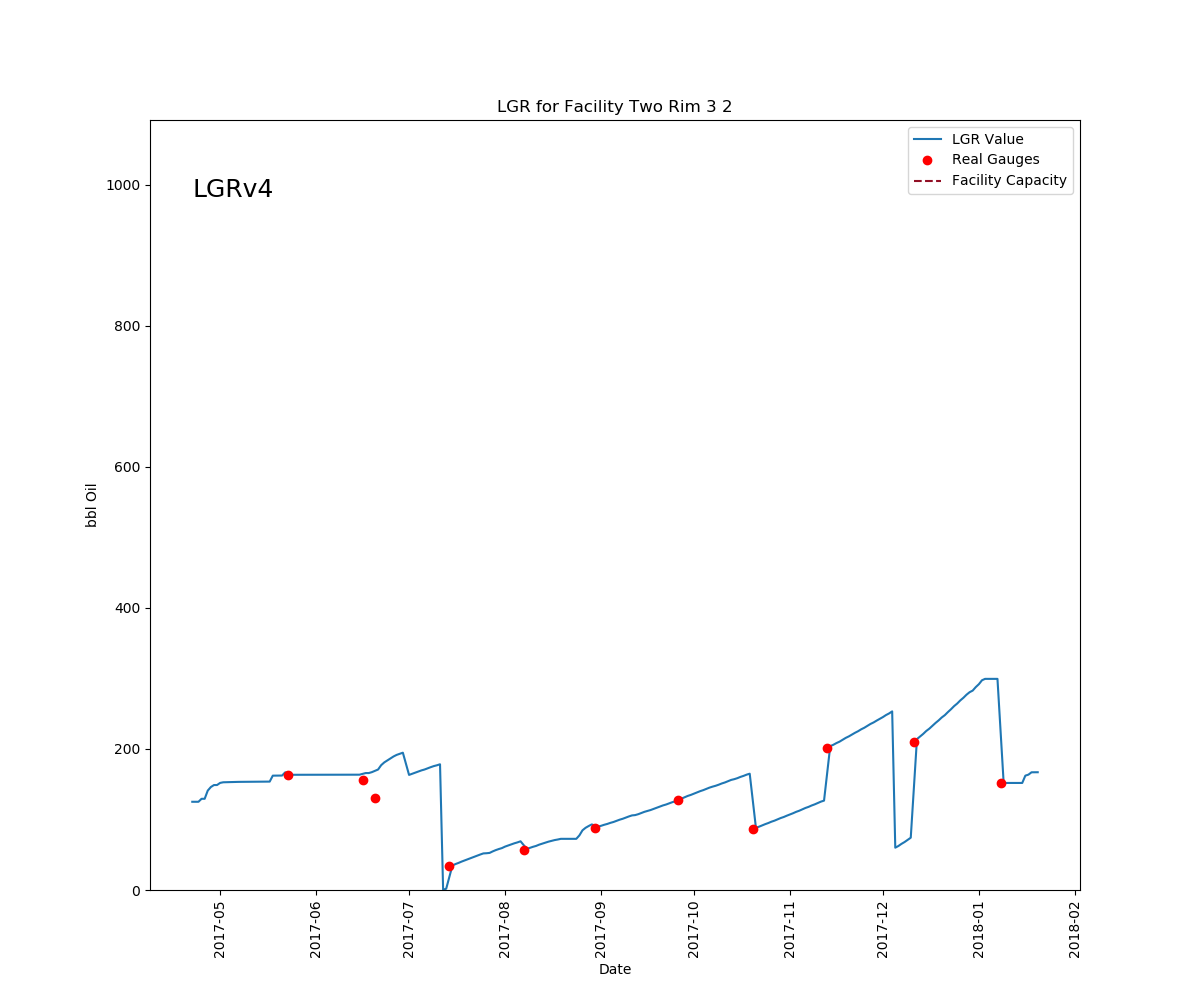 LGR for Facility Two Rim 3 2
LGRv4
LGR Value
Real Gauges
Facility Capacity
1000
800
600
400
200
0
bbl Oil
2017-05
2017-06
2017-07
2017-08
2017-09
2017-10
2017-11
2017-12
2018-01
2018-02
Date